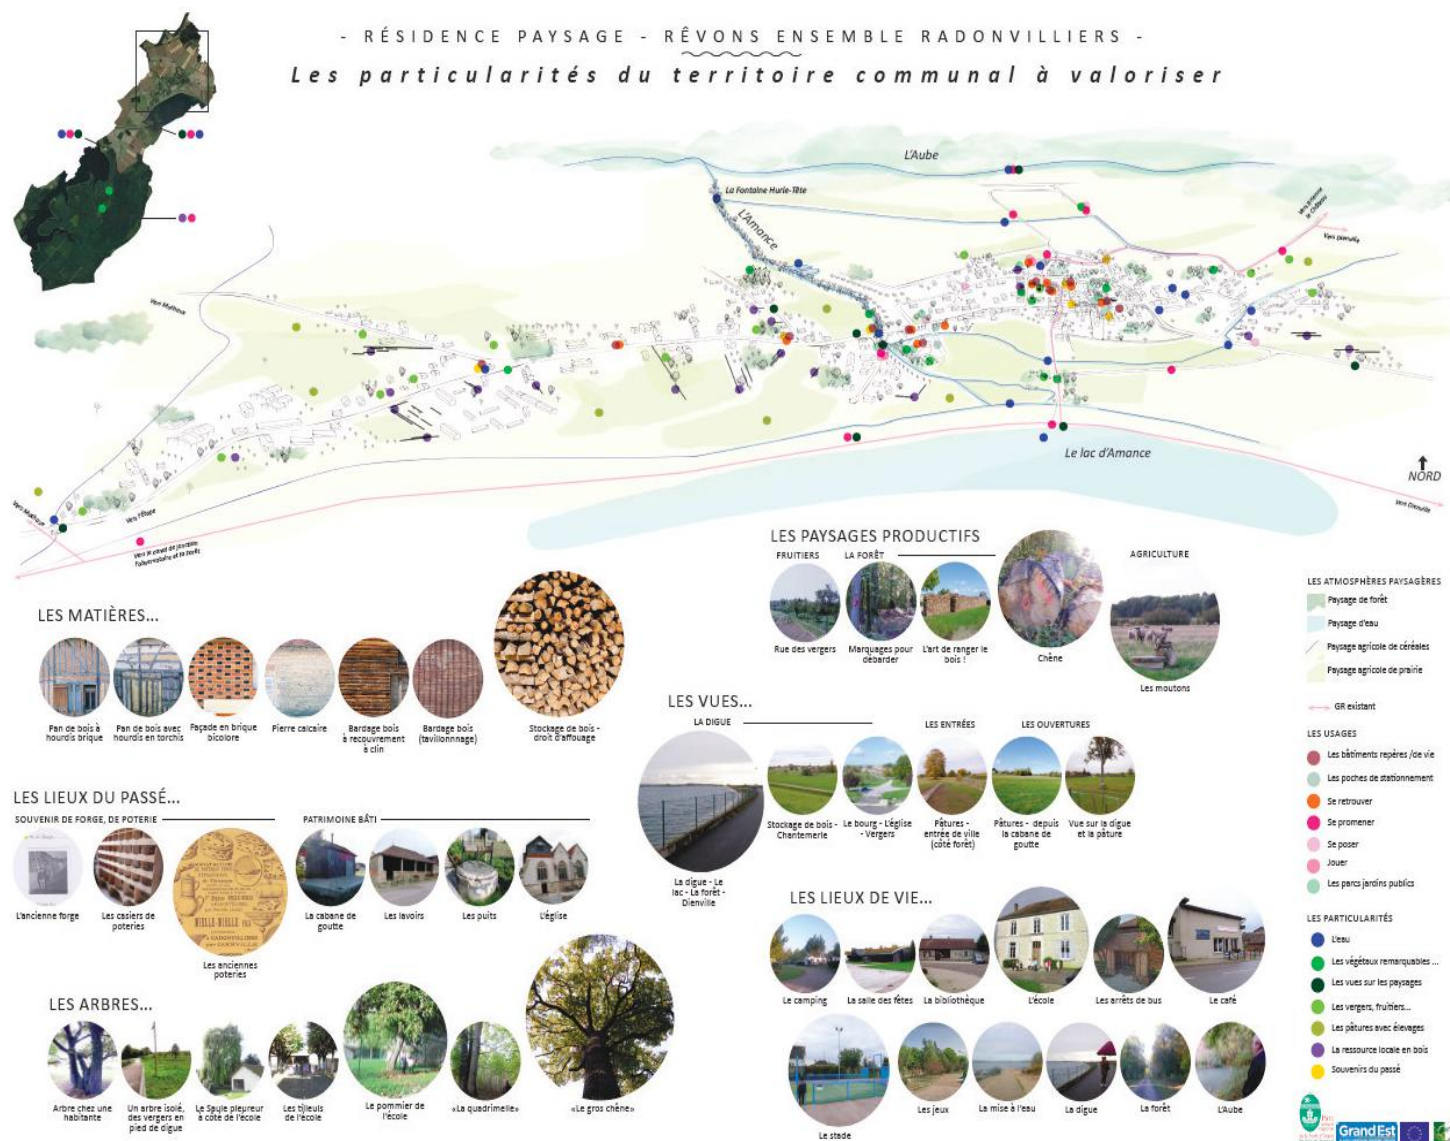 - RÉSIDENCE PAYSAGE - RÊVONS ENSEMBLE RADONVILLIERS -
Les particularités du territoire communal à valoriser
L'Aube
La Fontaine Hurle-Tête
L'Amance
Vers Dienville
Vers Mathaux
Le lac d'Amance
NORD
Vers Mathaux
Vers l'Étape
Vers Dienville
LES MATIÈRES...
Pan de bois à
hourdis brique
Pan de bois avec
hourdis en torchis
Façade en brique
bicolore
Pierre calcaire
Bardage bois
à recouvrement
à clin
Bardage bois
(tavillonnnage)
Stockage de bois -
droit d'affouage
LES PAYSAGES PRODUCTIFS
FRUITIERS
LA FORÊT
AGRICULTURE
Rue des vergers
Marquages pour
débarder
L'art de ranger le
bois !
Chêne
Les moutons
LES VUES...
LA DIGUE
LES ENTRÉES
LES OUVERTURES
La digue - Le
lac - La forêt -
Dienville
Stockage de bois -
Chantemerle
Le bourg - L'église
- Vergers
Pâtures -
entrée de ville
(côté forêt)
Pâtures - depuis
la cabane de
goutte
Vue sur la digue
et la pâture
LES LIEUX DU PASSÉ...
SOUVENIR DE FORGE, DE POTERIE
PATRIMOINE BÂTI
L'ancienne forge
Les casiers de
poteries
Les anciennes
poteries
La cabane de
goutte
Les lavoirs
Les puits
L'église
LES LIEUX DE VIE...
Le camping
La salle des fêtes
La bibliothèque
L'école
Les arrêts de bus
Le café
Le stade
Les jeux
La mise à l'eau
La digue
La forêt
L'Aube
LES ARBRES...
Arbre chez une
habitante
Un arbre isolé,
des vergers en
pied de digue
Le Saule pleureur
à côté de l'école
Les tilleuls
de l'école
Le pommier de
l'école
«La quadrimelle»
«Le gros chêne»
LES ATMOSPHÈRES PAYSAGÈRES
Paysage de forêt
Paysage d'eau
Paysage agricole de céréales
Paysage agricole de prairie
GR existant
LES USAGES
Les bâtiments repères /de vie
Les poches de stationnement
Se retrouver
Se promener
Se poser
Jouer
Les parcs jardins publics
LES PARTICULARITÉS
L'eau
Les végétaux remarquables ...
Les vues sur les paysages
Les vergers, fruitiers...
Les pâtures avec élevages
La ressource locale en bois
Souvenirs du passé
Grand Est